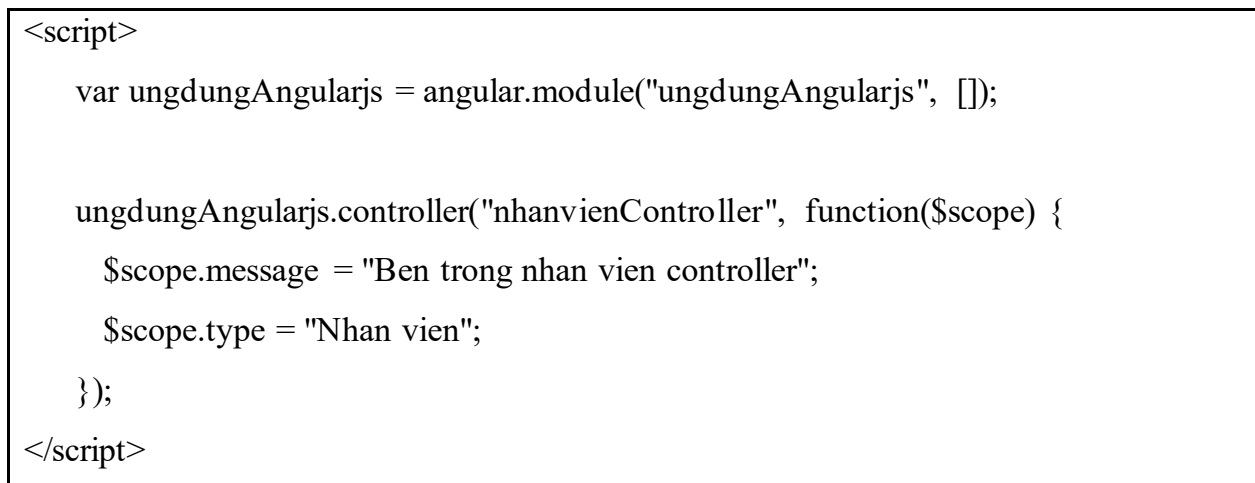 <script>
var ungdungAngularjs = angular.module("ungdungAngularjs", []);
ungdungAngularjs.controller("nhanvienController", function($scope) {
$scope.message = "Ben trong nhan vien controller";
$scope.type = "Nhan vien";
});
</script>